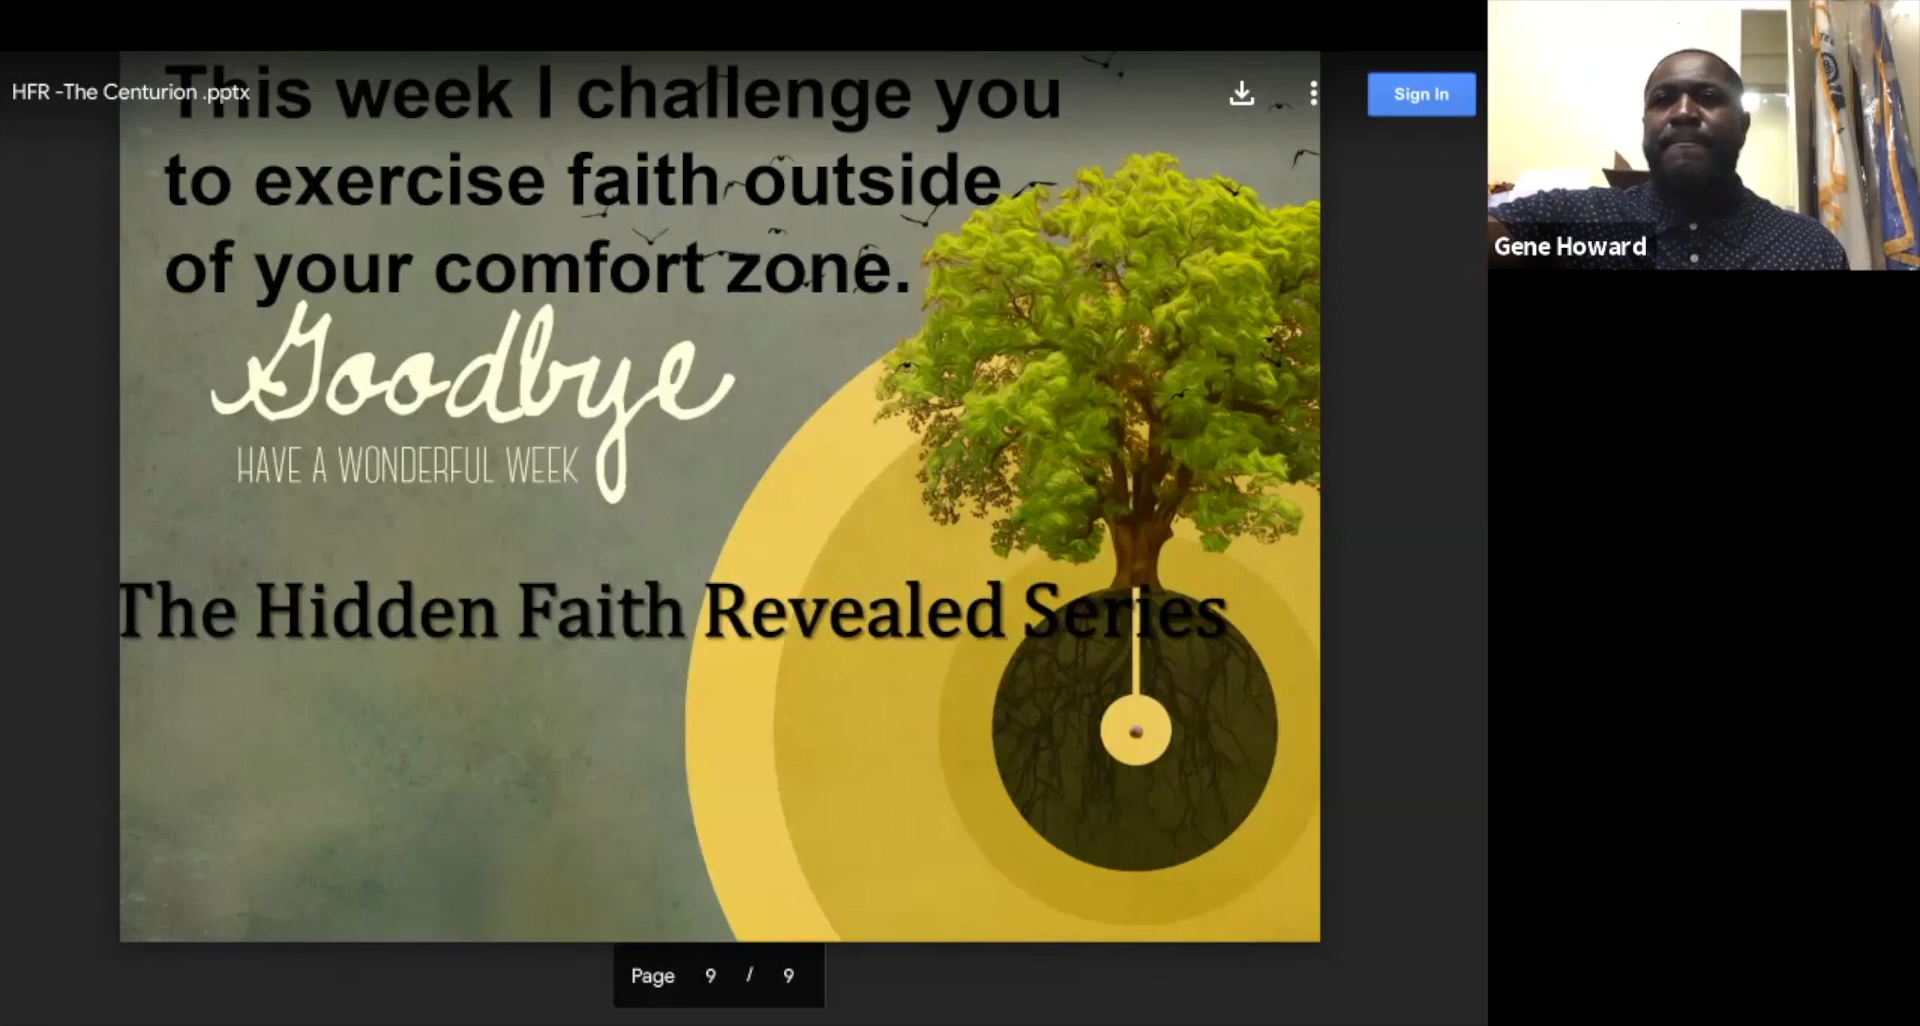 HFR -The Centurion .pptx
This week I challenge you
to exercise faith outside
of your comfort zone.
Goodbye
HAVE A WONDERFUL WEEK
The Hidden Faith Revealed Series
Page 9 / 9
Sign In
Gene Howard